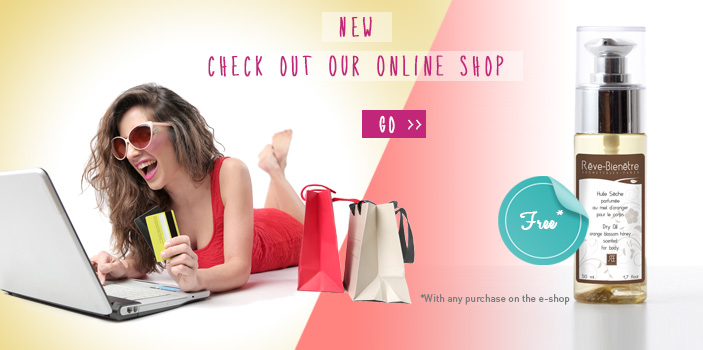 NEW
CHECK OUT OUR ONLINE SHOP
GO >>
Rêve-Bienêtre
Huile Sèche
parfumée
au miel d'oranger
pour le corps
Dry Oil
orange blossom honey
scented
for body
Free*
*With any purchase on the e-shop